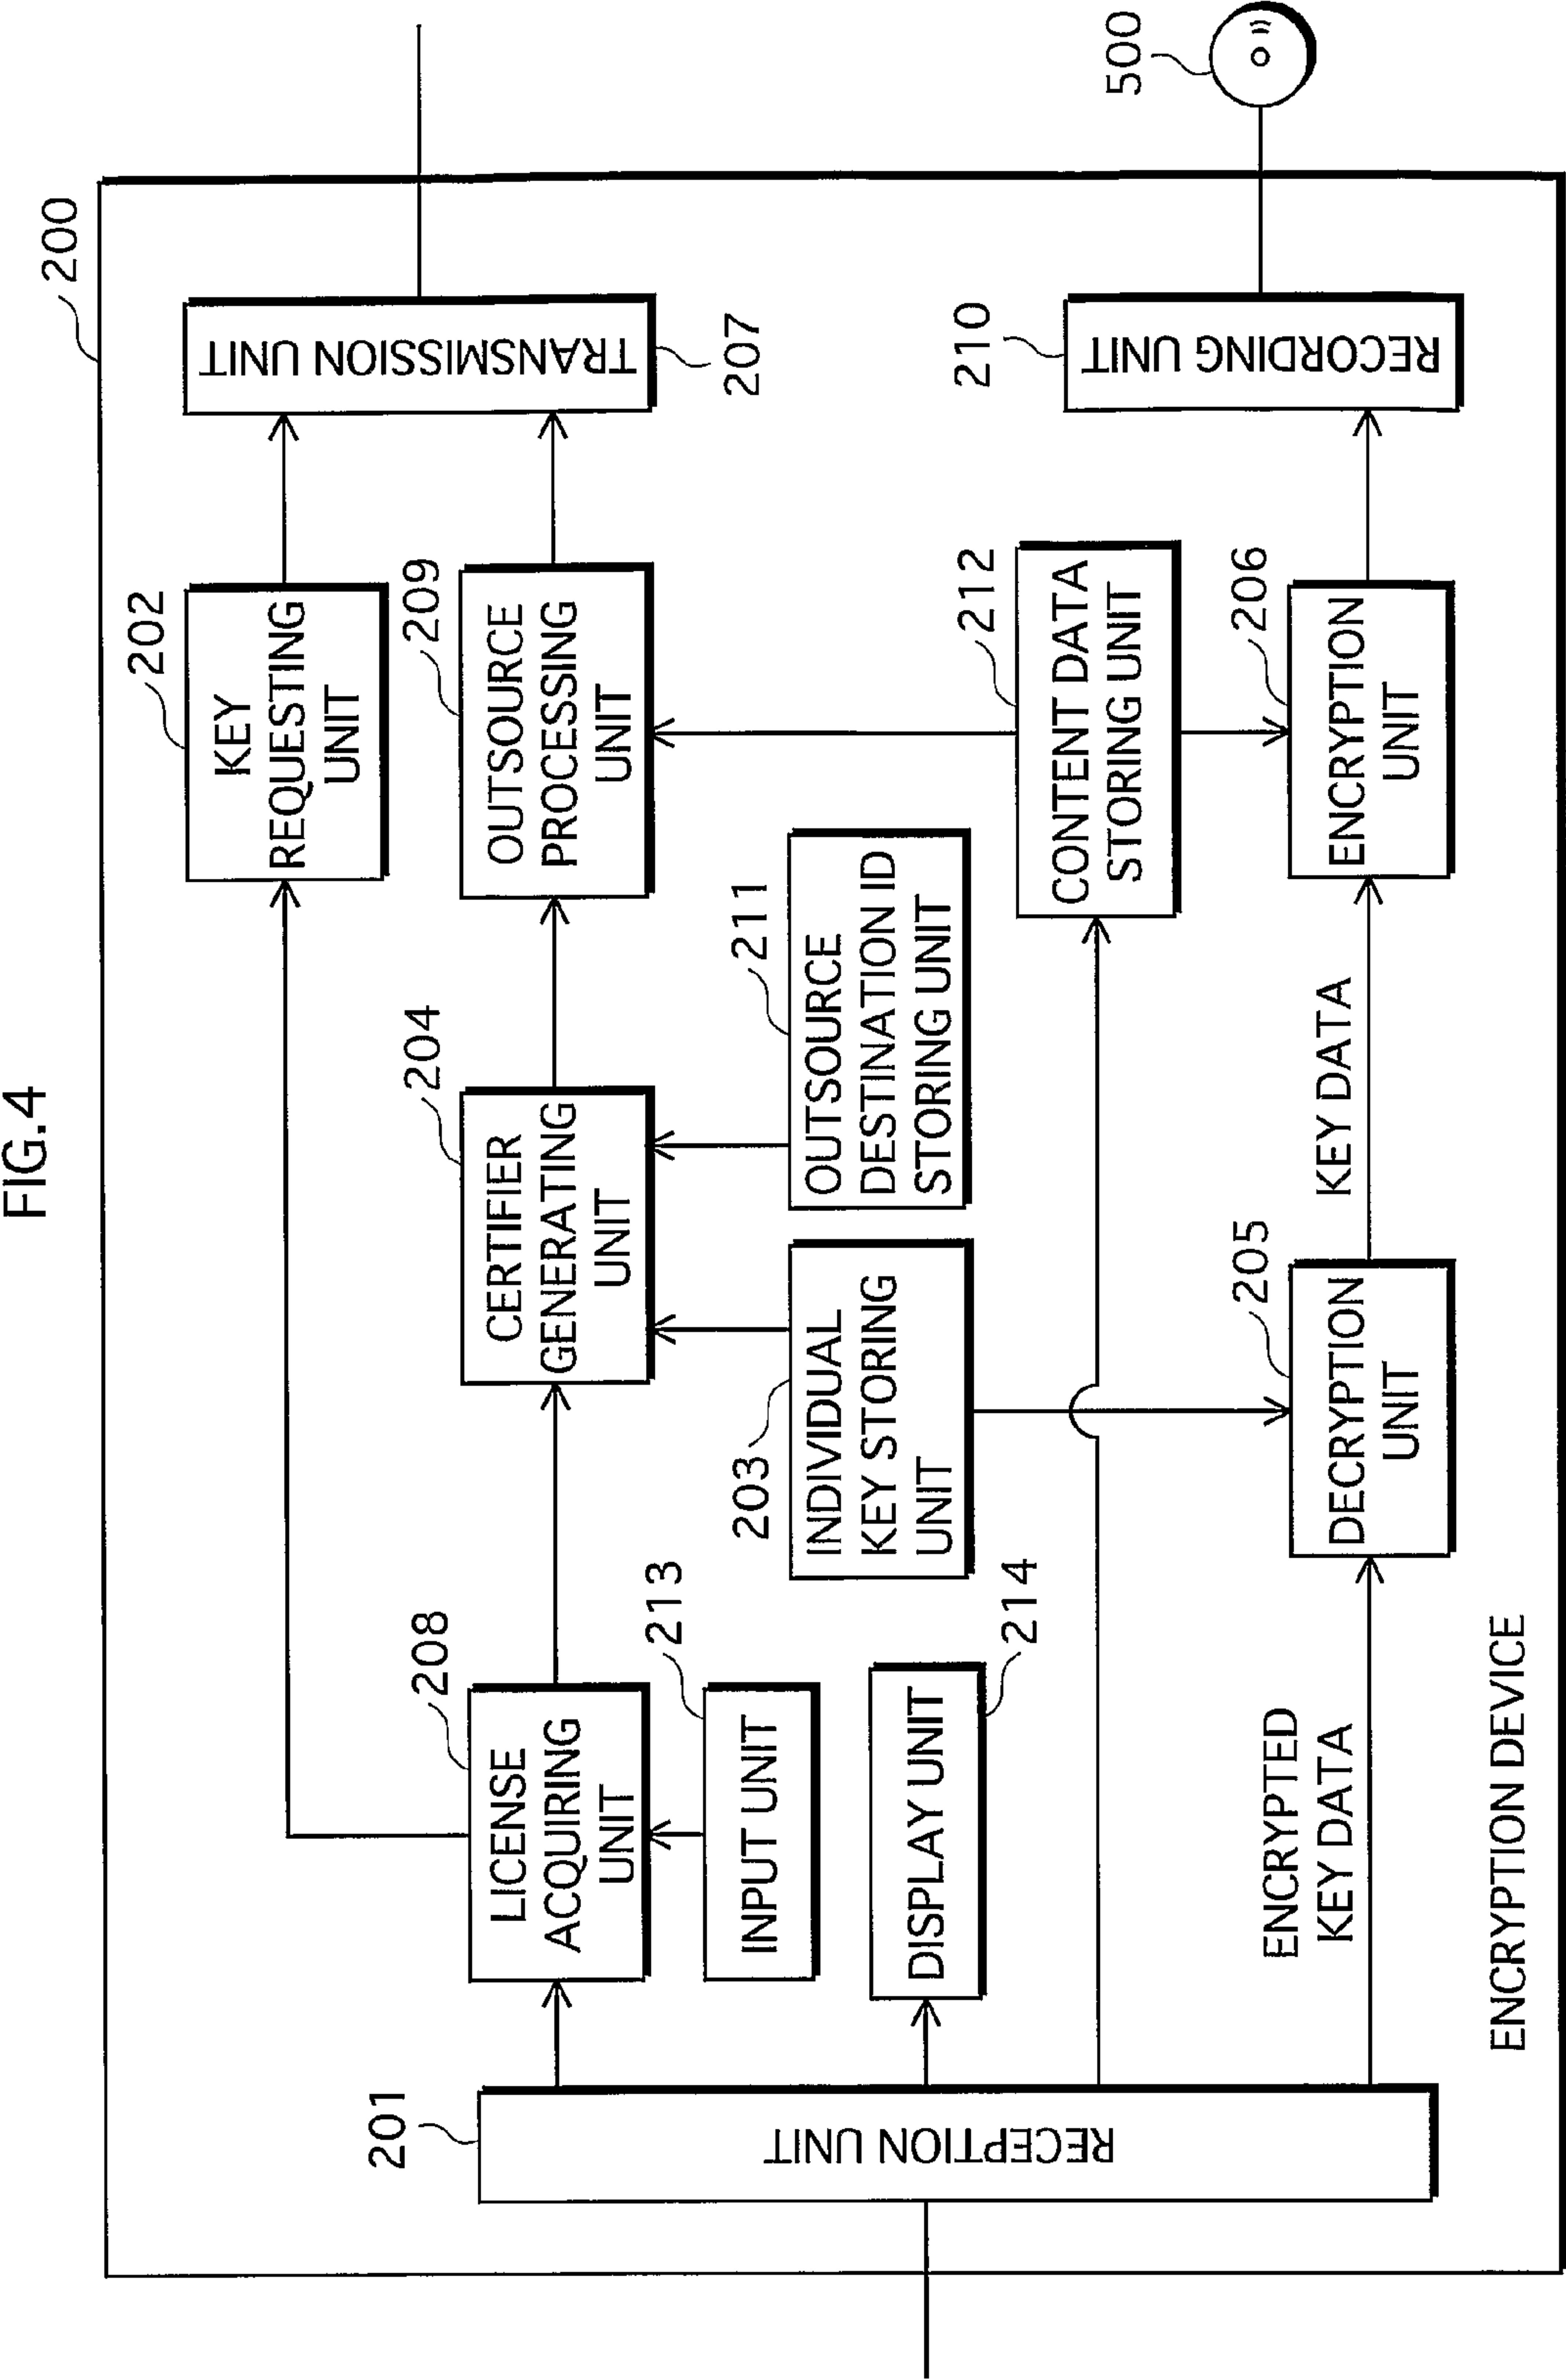 FIG.4
200
201
RECEPTION UNIT
208
LICENSE
ACQUIRING
UNIT
213
INPUT UNIT
214
DISPLAY UNIT
202
KEY
REQUESTING
UNIT
204
CERTIFIER
GENERATING
UNIT
209
OUTSOURCE
PROCESSING
UNIT
207
TRANSMISSION UNIT
203
INDIVIDUAL
KEY STORING
UNIT
211
OUTSOURCE
DESTINATION ID
STORING UNIT
212
CONTENT DATA
STORING UNIT
210
RECORDING UNIT
500
ENCRYPTED
KEY DATA
205
DECRYPTION
UNIT
KEY DATA
206
ENCRYPTION
UNIT
ENCRYPTION DEVICE